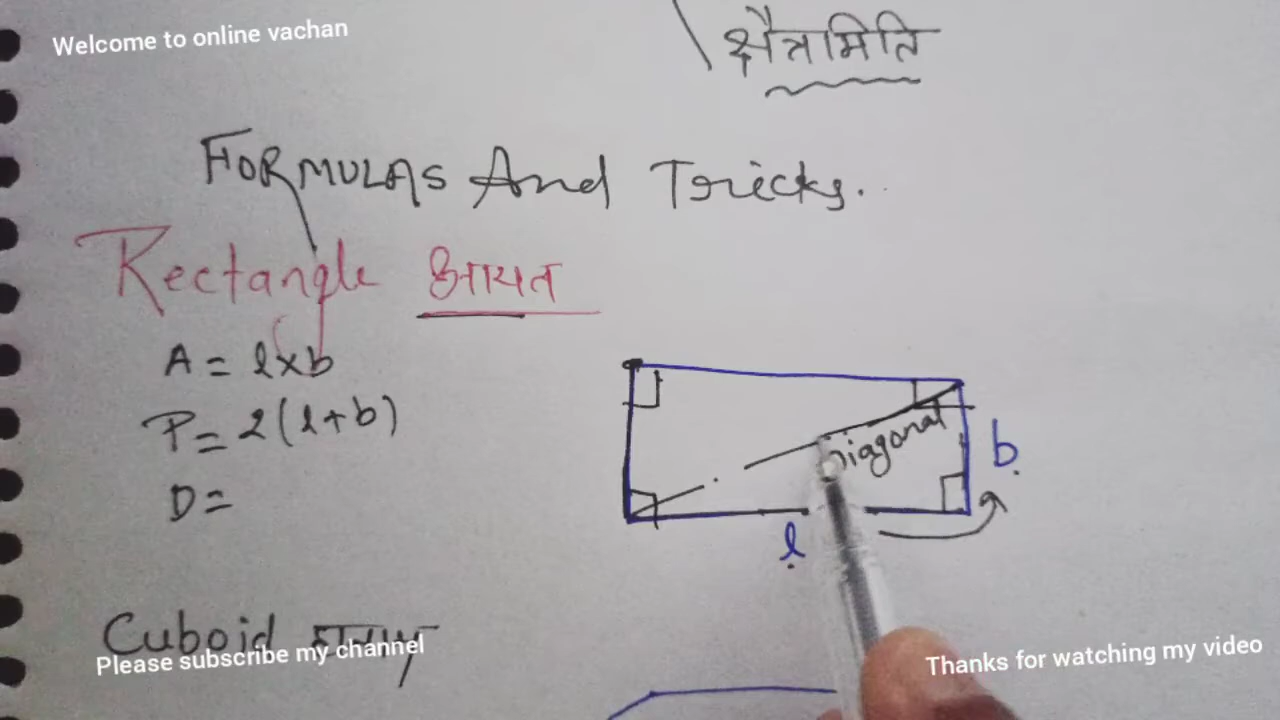 Welcome to online vachan
क्षैत्रमिति
FORMULAS And Tricks.
Rectangle आयत
A = l×b
P = 2(l+b)
D =
Diagonal
b
l
Cuboid घनाभ
Please subscribe my channel
Thanks for watching my video